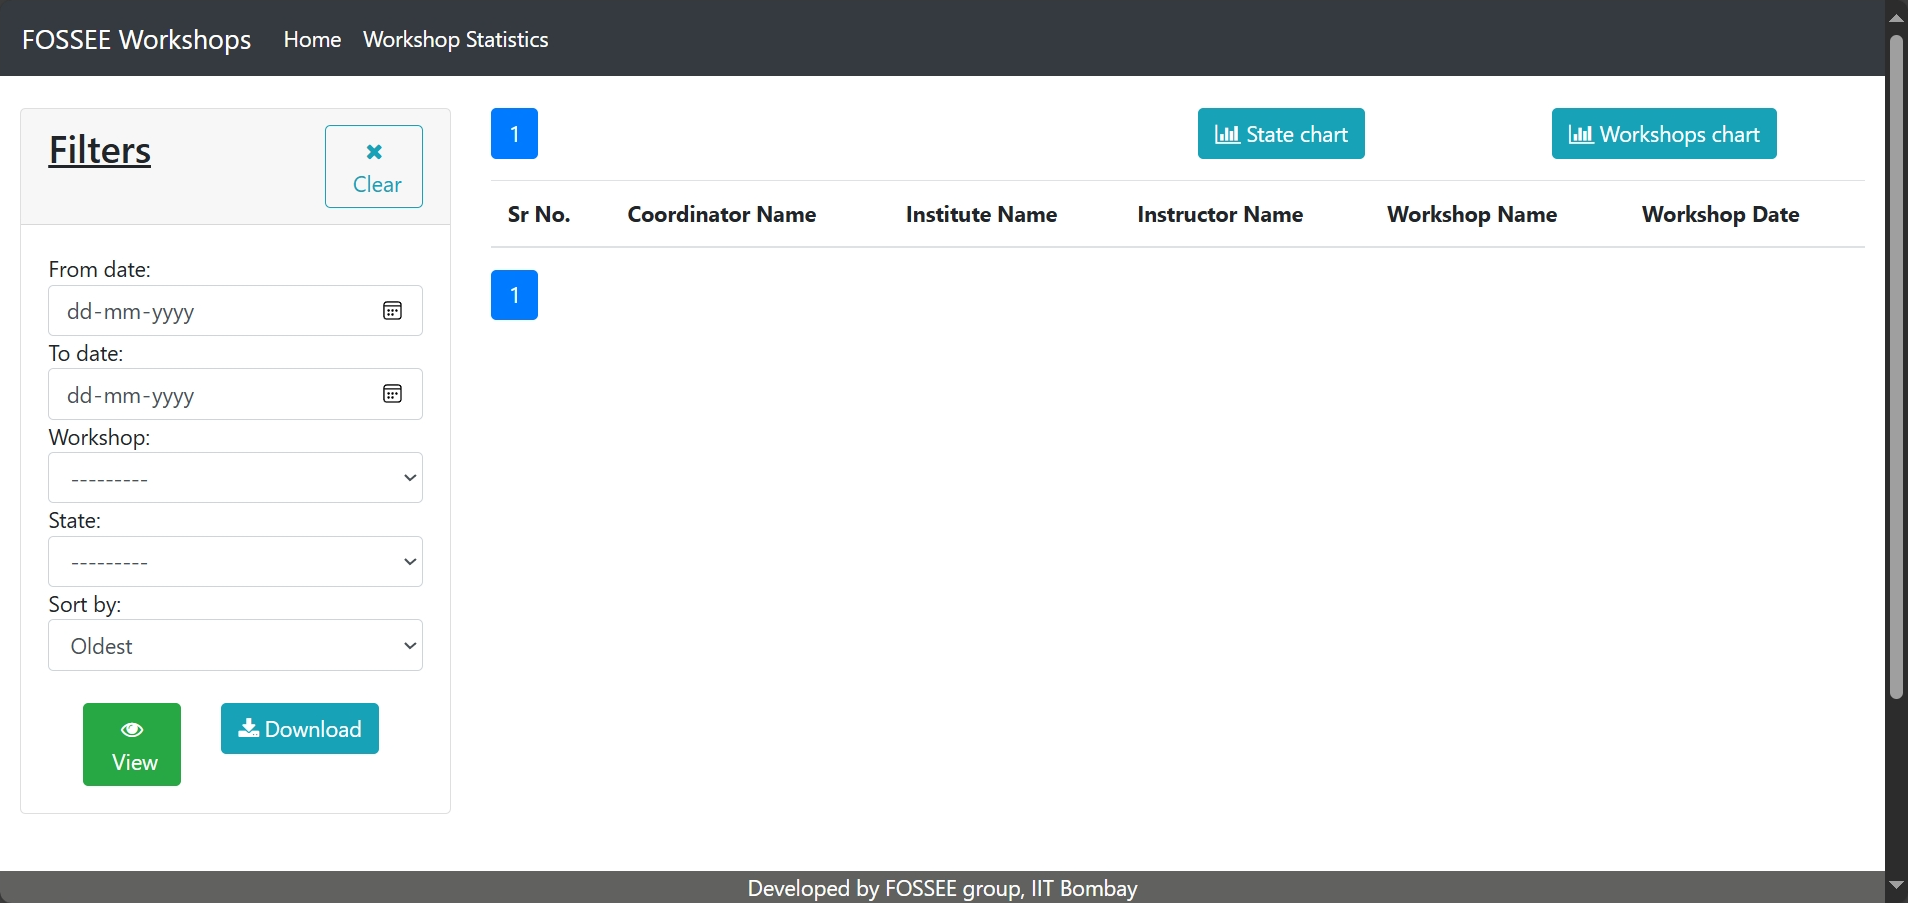 FOSSEE Workshops Home Workshop Statistics
Filters
Clear
From date:
dd-mm-yyyy
To date:
dd-mm-yyyy
Workshop:
---------
State:
---------
Sort by:
Oldest
View
Download
1
State chart
Workshops chart
Sr No. Coordinator Name Institute Name Instructor Name Workshop Name Workshop Date
1
Developed by FOSSEE group, IIT Bombay